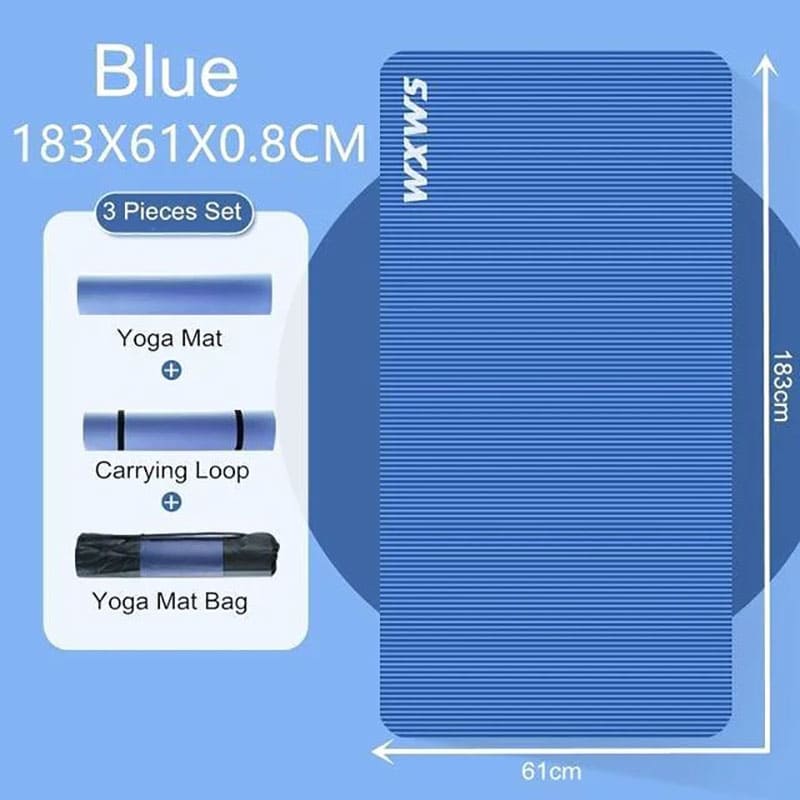 Blue
183X61X0.8CM
3 Pieces Set
Yoga Mat
+
Carrying Loop
+
Yoga Mat Bag
WXWS
183cm
61cm